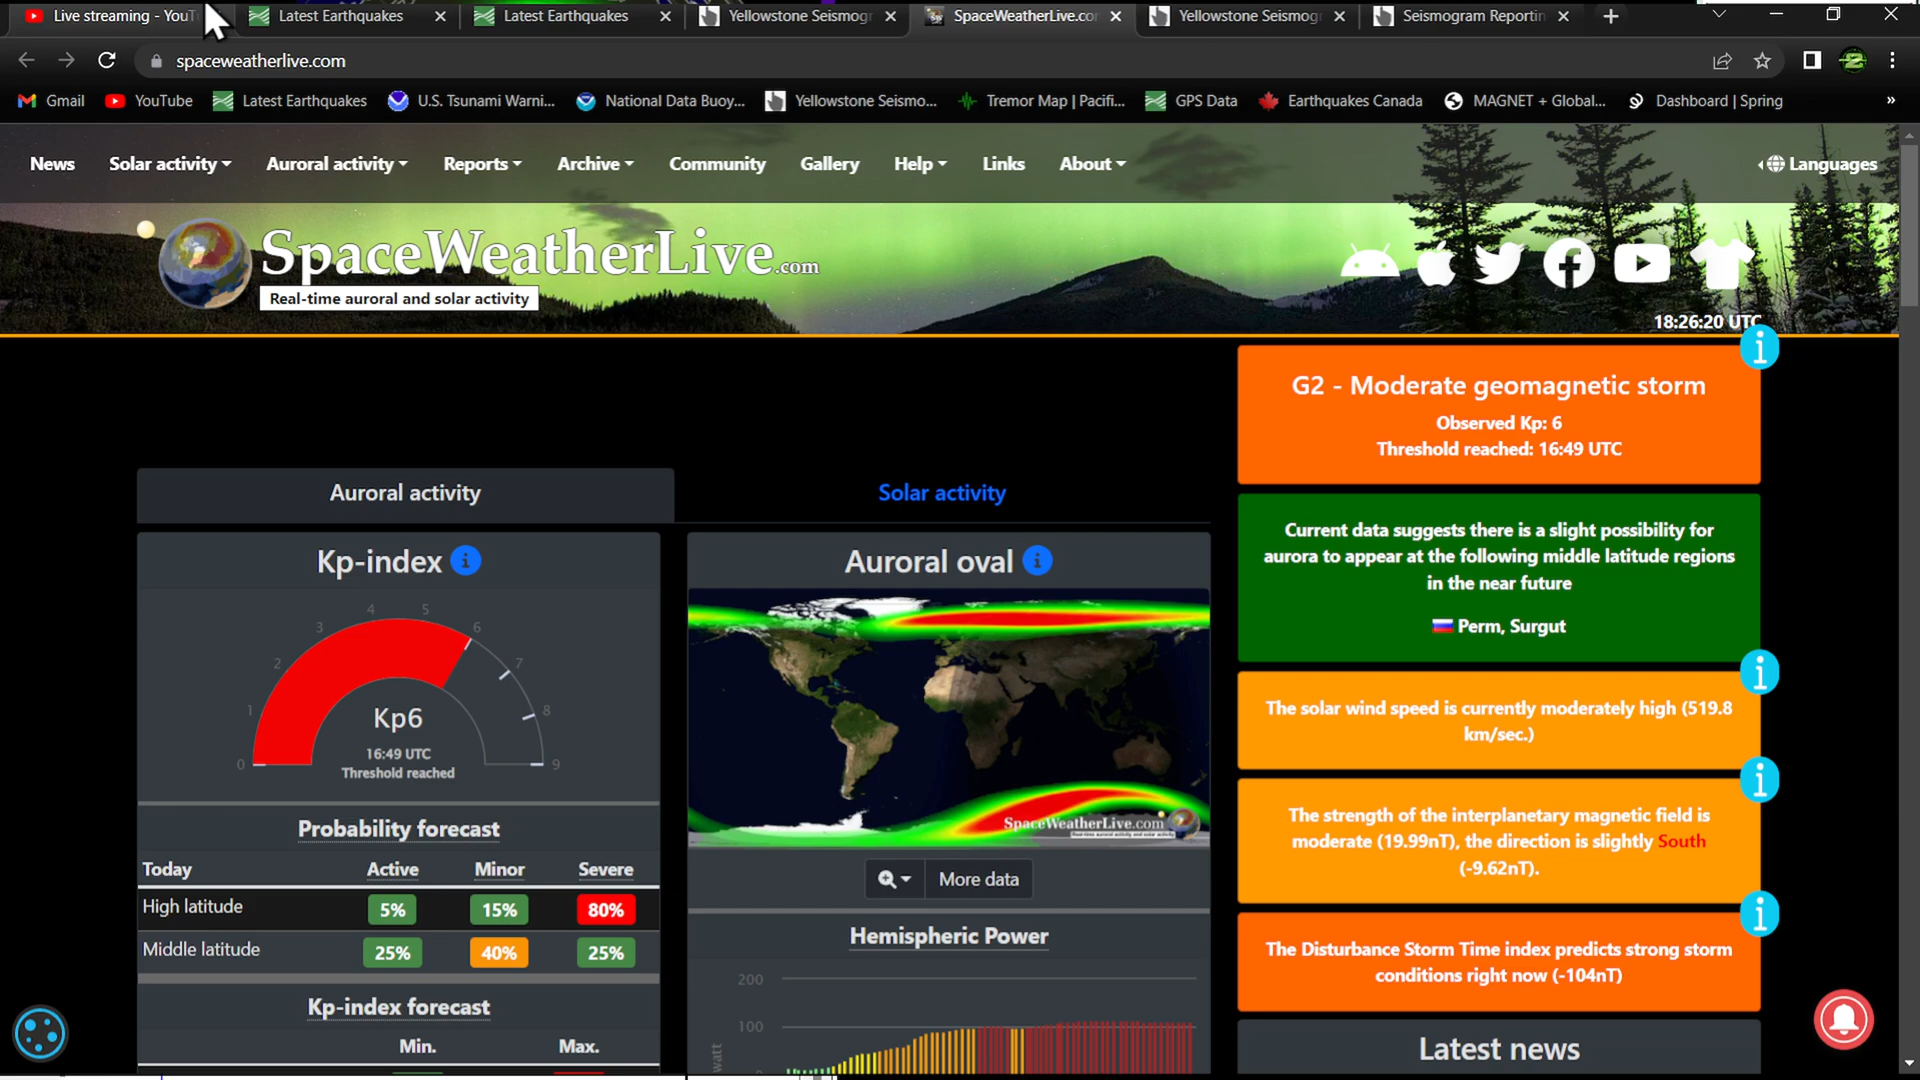 Live streaming - YouT
Latest Earthquakes
Latest Earthquakes
Yellowstone Seismog
SpaceWeatherLive.co
Yellowstone Seismog
Seismogram Reportin
spaceweatherlive.com
Gmail
YouTube
Latest Earthquakes
U.S. Tsunami Warni...
National Data Buoy...
Yellowstone Seismo...
Tremor Map | Pacifi...
GPS Data
Earthquakes Canada
MAGNET + Global...
Dashboard | Spring
»
News
Solar activity
Auroral activity
Reports
Archive
Community
Gallery
Help
Links
About
Languages
SpaceWeatherLive.com
Real-time auroral and solar activity
18:26:20 UTC
G2 - Moderate geomagnetic storm
Observed Kp: 6
Threshold reached: 16:49 UTC
Current data suggests there is a slight possibility for
aurora to appear at the following middle latitude regions
in the near future
Perm, Surgut
The solar wind speed is currently moderately high (519.8
km/sec.)
The strength of the interplanetary magnetic field is
moderate (19.99nT), the direction is slightly South
(-9.62nT).
The Disturbance Storm Time index predicts strong storm
conditions right now (-104nT)
Latest news
Auroral activity
Solar activity
Kp-index
0
1
2
3
4
5
6
7
8
9
Kp6
16:49 UTC
Threshold reached
Probability forecast
Today Active Minor Severe
High latitude 5% 15% 80%
Middle latitude 25% 40% 25%
Kp-index forecast
Min. Max.
Auroral oval
SpaceWeatherLive.com
Real-time auroral and solar activity
More data
Hemispheric Power
200
100
watt